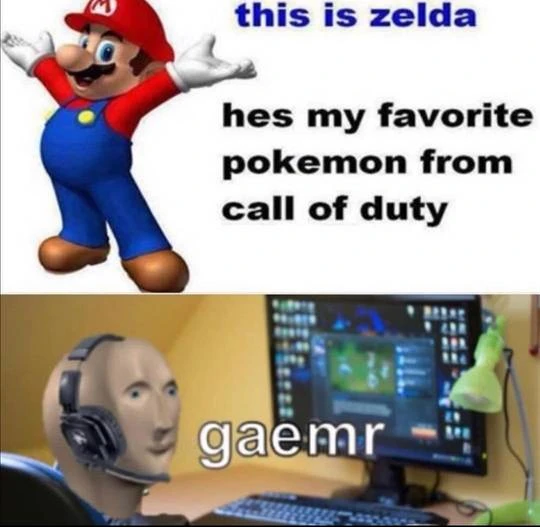 this is zelda
hes my favorite
pokemon from
call of duty
gaemr